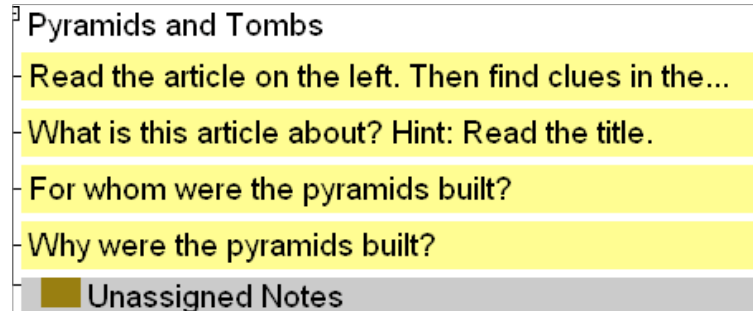 Pyramids and Tombs
Read the article on the left. Then find clues in the...
What is this article about? Hint: Read the title.
For whom were the pyramids built?
Why were the pyramids built?
Unassigned Notes